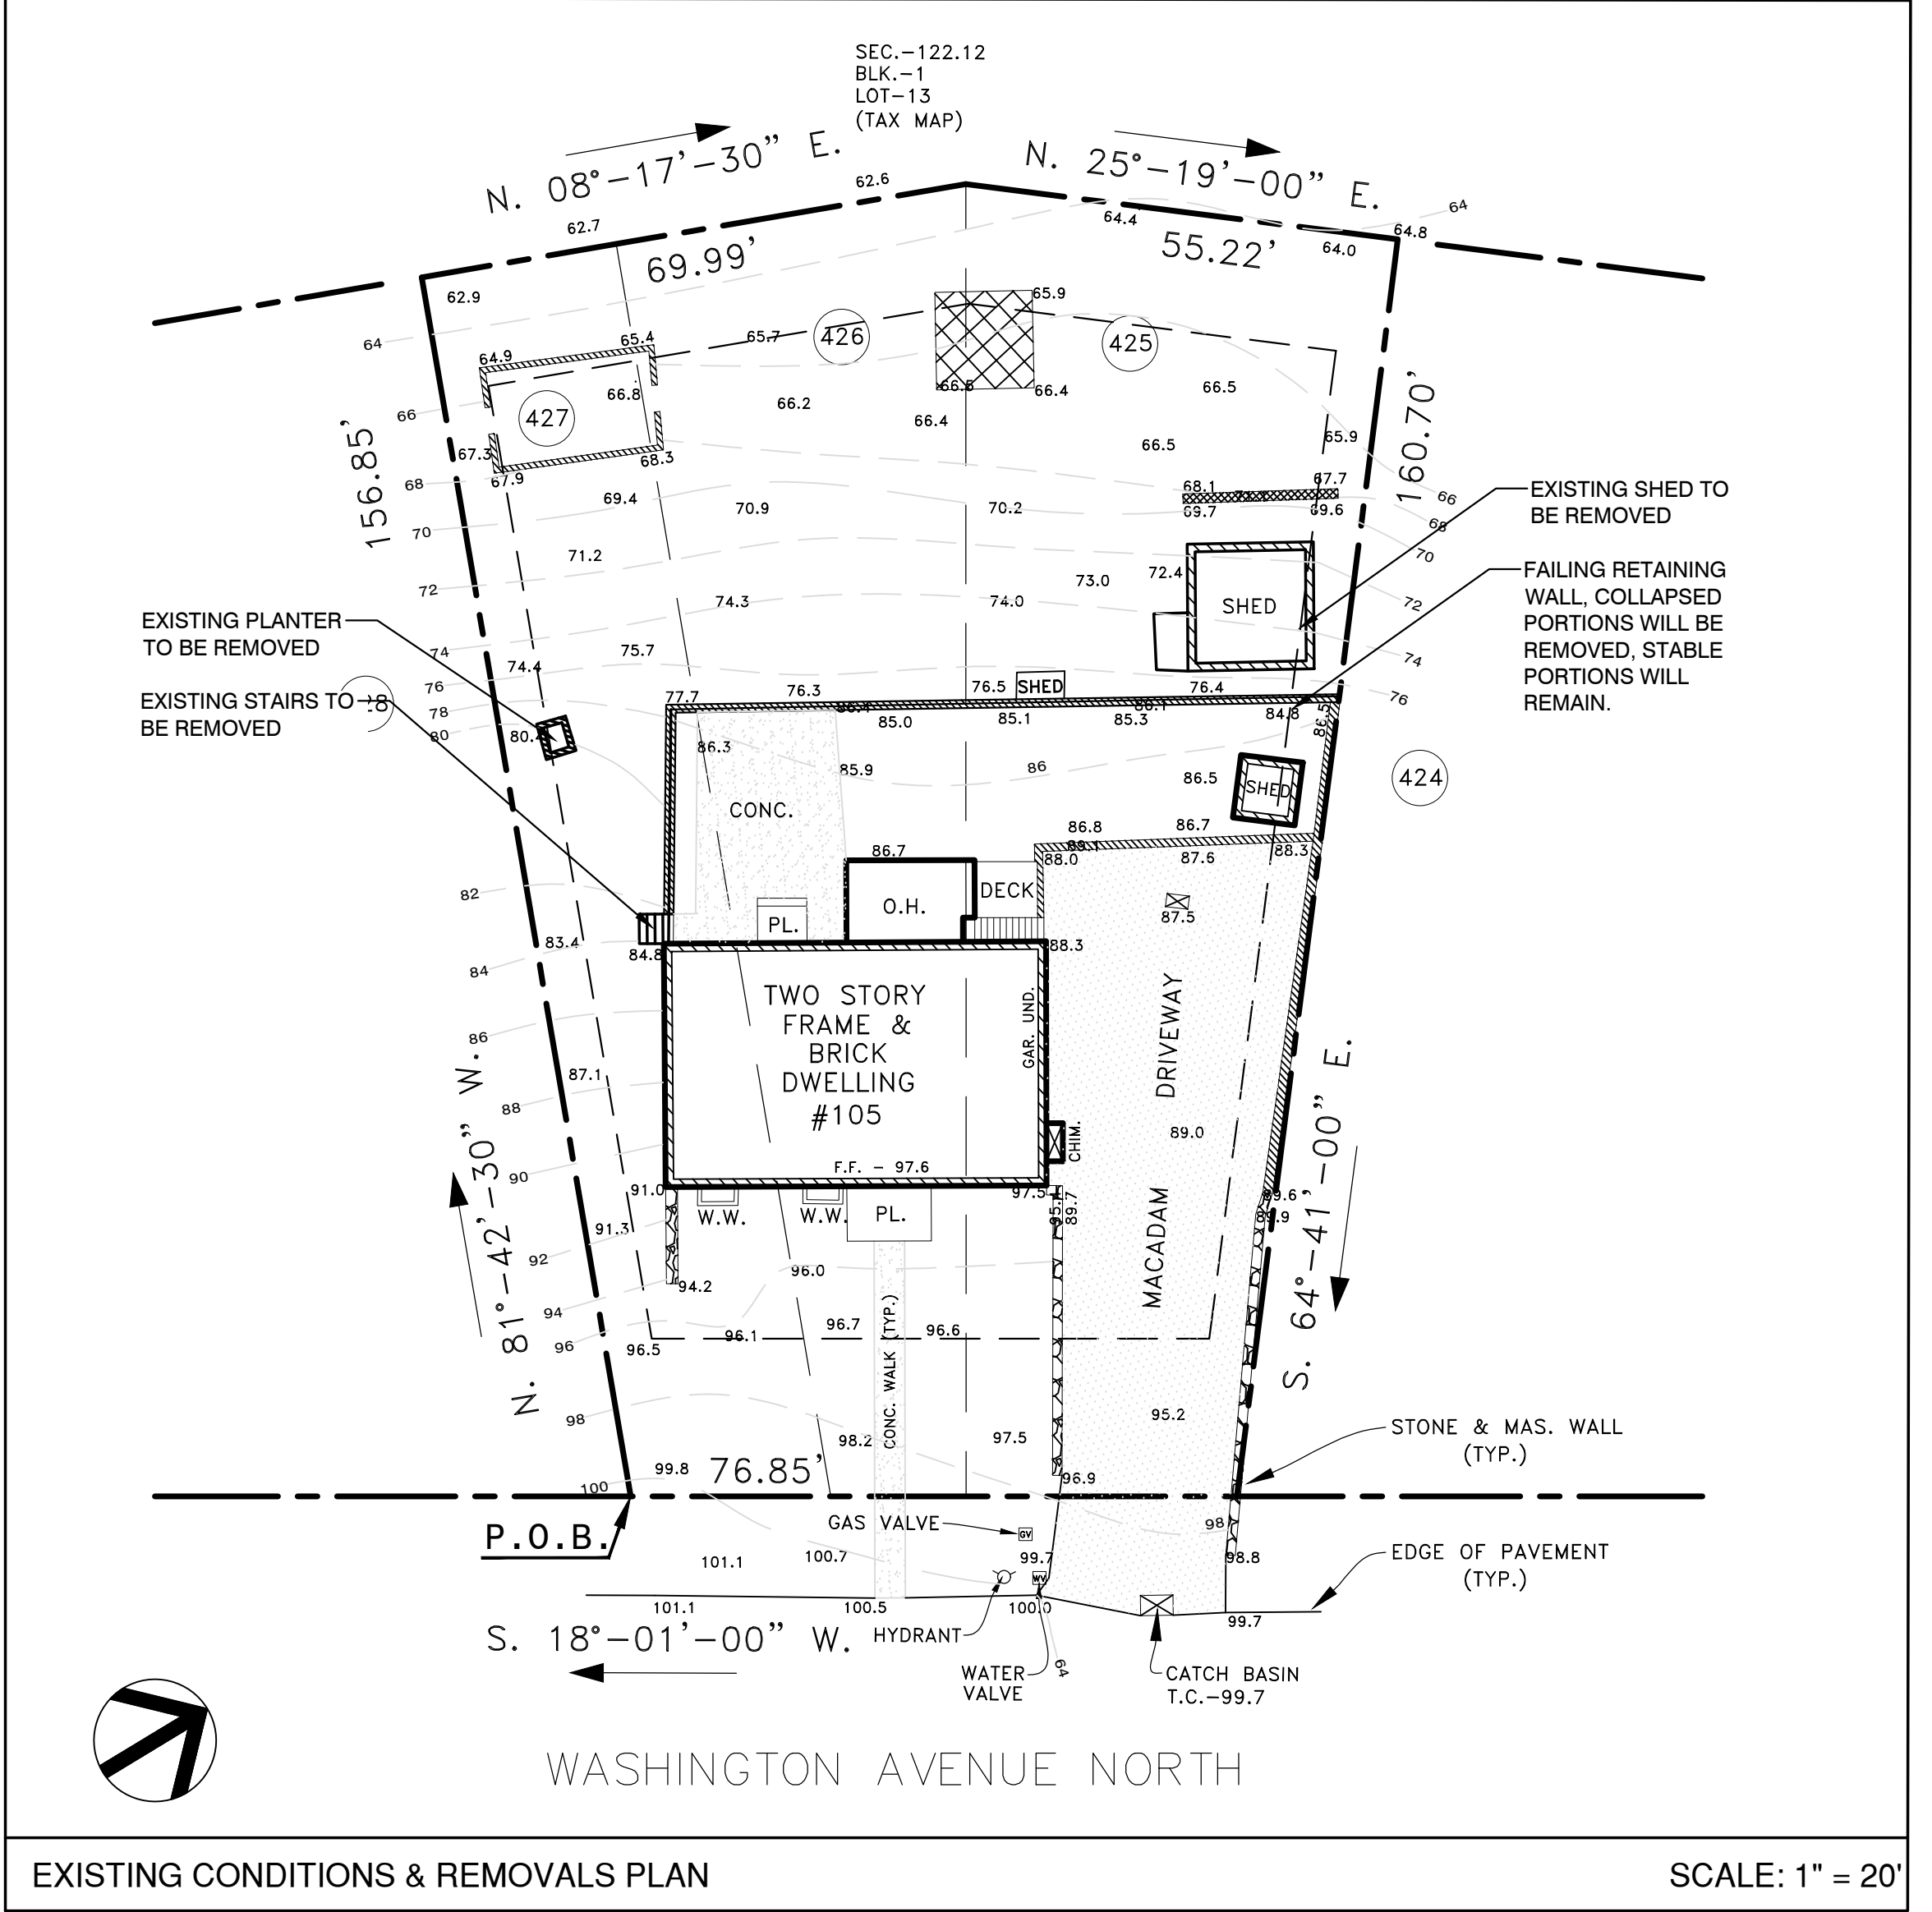 SEC.-122.12
BLK.-1
LOT-13
(TAX MAP)
N. 08°-17'-30” E.
N. 25°-19'-00” E.
62.6
64
62.7
64.4
64.8
64.0
69.99'
55.22'
62.9
65.9
64
65.4
65.7
426
425
64.9
66.8
66.5
66.4
66.5
66
427
66.2
66.4
66.5
65.9
156.85'
160.70'
67.3
68.3
67.9
68
68.1
67.7
66
69.4
70.9
70.2
69.7
69.6
68
EXISTING SHED TO
BE REMOVED
70
71.2
70
72
74.3
74.0
73.0
72.4
SHED
72
FAILING RETAINING
WALL, COLLAPSED
PORTIONS WILL BE
REMOVED, STABLE
PORTIONS WILL
REMAIN.
EXISTING PLANTER
TO BE REMOVED
74
75.7
74.4
74
76
77.7
76.3
76.5
SHED
76.4
76
EXISTING STAIRS TO
BE REMOVED
78
85.0
85.1
85.3
84.8
86.5
80
86.3
85.9
86
86.5
SHED
424
CONC.
86.8
86.7
86.7
88.0
87.6
88.3
82
DECK
O.H.
PL.
87.5
83.4
84.8
88.3
84
TWO STORY
FRAME &
BRICK
DWELLING
#105
GAR. UND.
MACADAM DRIVEWAY
86
87.1
88
89.0
CHIM.
F.F. - 97.6
90
91.0
97.5
89.7
89.6
W.W.
W.W.
PL.
91.3
92
96.0
94.2
94
CONC. WALK (TYP.)
96.7
96.6
96.1
96
96.5
N. 81°-42'-30” W.
S. 64°-41'-00” E.
98
95.2
98.2
97.5
STONE & MAS. WALL
(TYP.)
99.8
76.85'
96.9
100
P.O.B.
GAS VALVE
GV
98
101.1
100.7
99.7
98.8
EDGE OF PAVEMENT
(TYP.)
WV
101.1
100.5
100.0
99.7
S. 18°-01'-00” W.
HYDRANT
WATER
VALVE
64
CATCH BASIN
T.C.-99.7
WASHINGTON AVENUE NORTH
EXISTING CONDITIONS & REMOVALS PLAN
SCALE: 1" = 20'